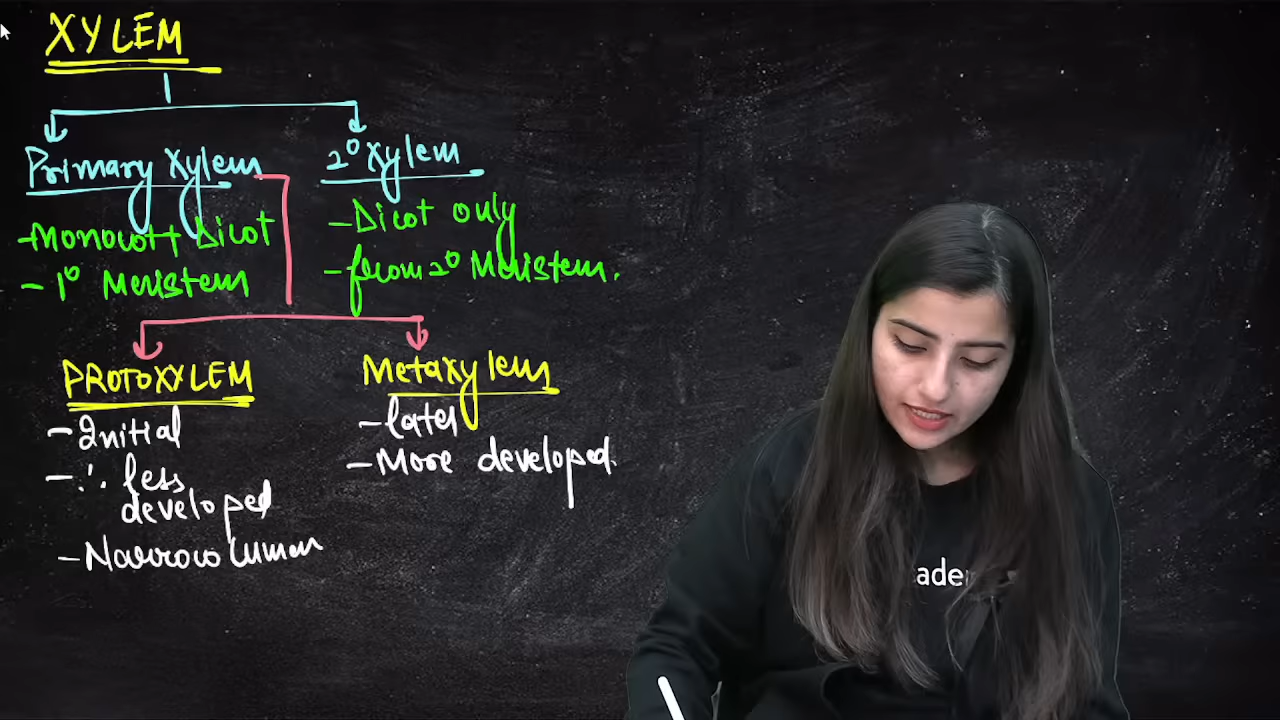 XYLEM
Primary Xylem
2° Xylem
- Monocot + Dicot
- 1° Meristem
- Dicot only
- from 2° Meristem.
PROTOXYLEM
Metaxylem
- Initial
- ∴ less
developed
- Narrow lumen
- later
- More developed.
ader